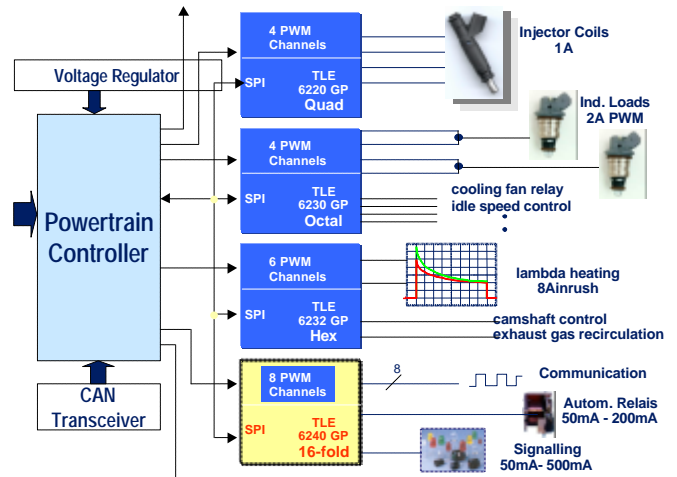 Voltage Regulator
Powertrain
Controller
CAN
Transceiver
4 PWM
Channels
SPI
TLE
6220 GP
Quad
Injector Coils
1A
4 PWM
Channels
SPI
TLE
6230 GP
Octal
Ind. Loads
2A PWM
cooling fan relay
idle speed control
6 PWM
Channels
SPI
TLE
6232 GP
Hex
lambda heating
8Ainrush
camshaft control
exhaust gas recirculation
8 PWM
Channels
SPI
TLE
6240 GP
16-fold
8
Communication
Autom. Relais
50mA - 200mA
Signalling
50mA- 500mA